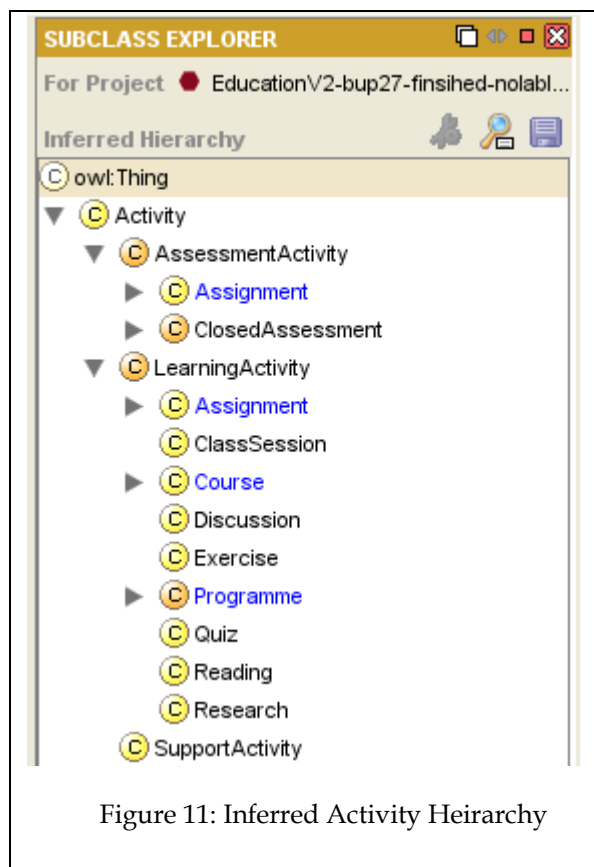 SUBCLASS EXPLORER
For Project EducationV2-bup27-finsihed-nolabl...
Inferred Hierarchy
C owl:Thing
C Activity
C AssessmentActivity
C Assignment
C ClosedAssessment
C LearningActivity
C Assignment
C ClassSession
C Course
C Discussion
C Exercise
C Programme
C Quiz
C Reading
C Research
C SupportActivity
Figure 11: Inferred Activity Heirarchy